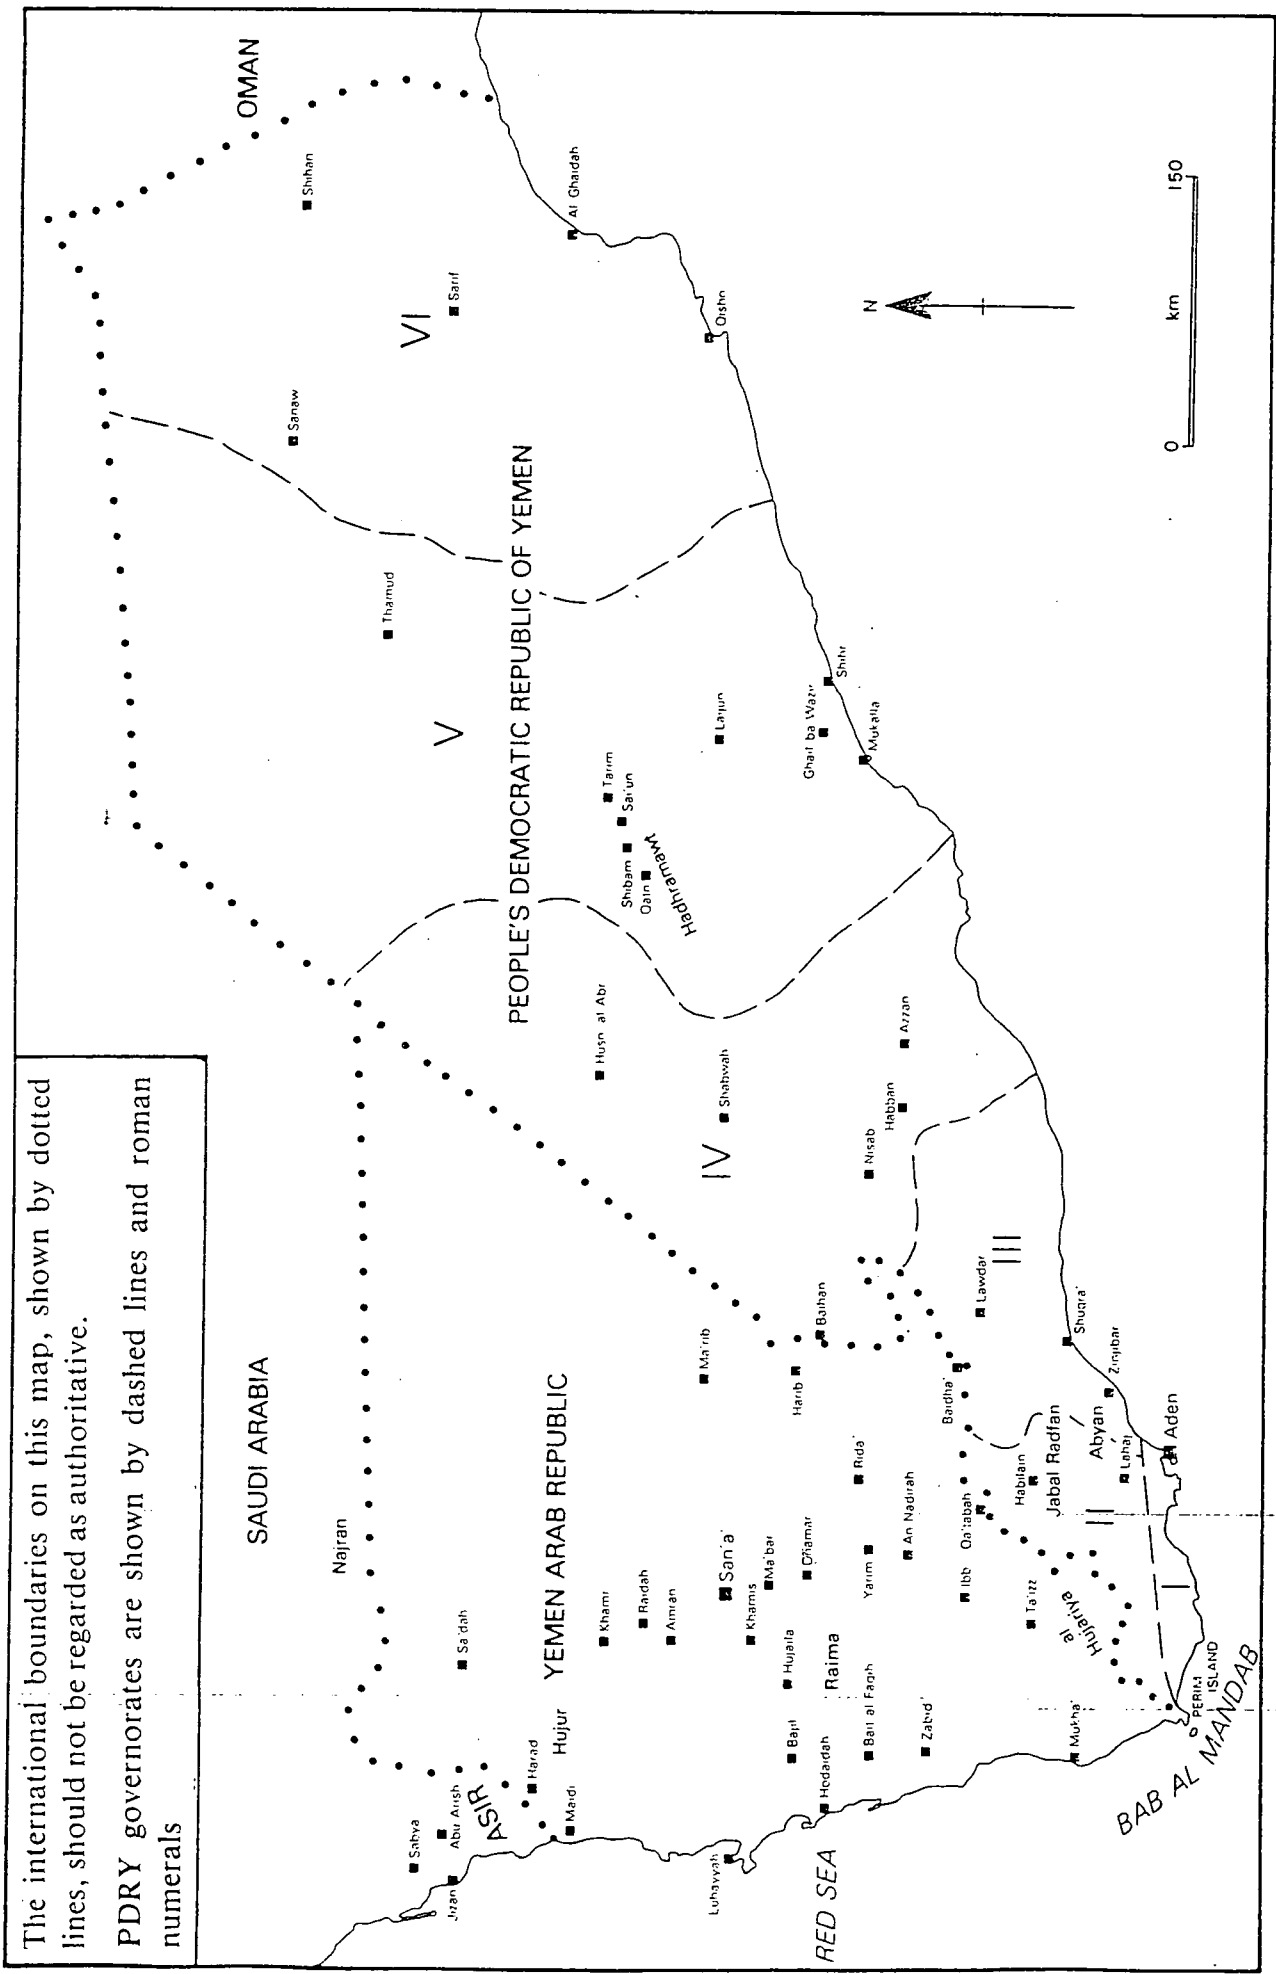 The international boundaries on this map, shown by dotted
lines, should not be regarded as authoritative.
PDRY governorates are shown by dashed lines and roman
numerals
SAUDI ARABIA
OMAN
Najran
ASIR
Sabya
Abu Arish
Jizan
Harad
Maidi
Hujur
YEMEN ARAB REPUBLIC
PEOPLE'S DEMOCRATIC REPUBLIC OF YEMEN
Sa'dah
Khamr
Raidah
Amran
San'a'
Khamis
Ma'bar
Dhamar
Hujaila
Raima
Bajil
Hodaidah
Luhayyah
RED SEA
Bait al Faqih
Zabid
Yarim
An Nadirah
Rida'
Ma'rib
Harib
Baihan
Baidha'
Ibb
Qa'tabah
Ta'izz
al
Hujariya
Mukha'
PERIM
ISLAND
BAB AL MANDAB
Habilain
Jabal Radfan
Abyan
Lahaj
Aden
Zinjibar
Shuqra'
Lawdar
Nisab
Habban
Azzan
Shabwah
Husn al Abr
Shibam
Qatn
Tarim
Sai'un
Hadhramawt
Thamud
Ghail ba Wazir
Shihr
Mukalla
Sanaw
Sarif
Shihan
Al Ghaidah
Qishn
I
II
III
IV
V
VI
N
0
km
150